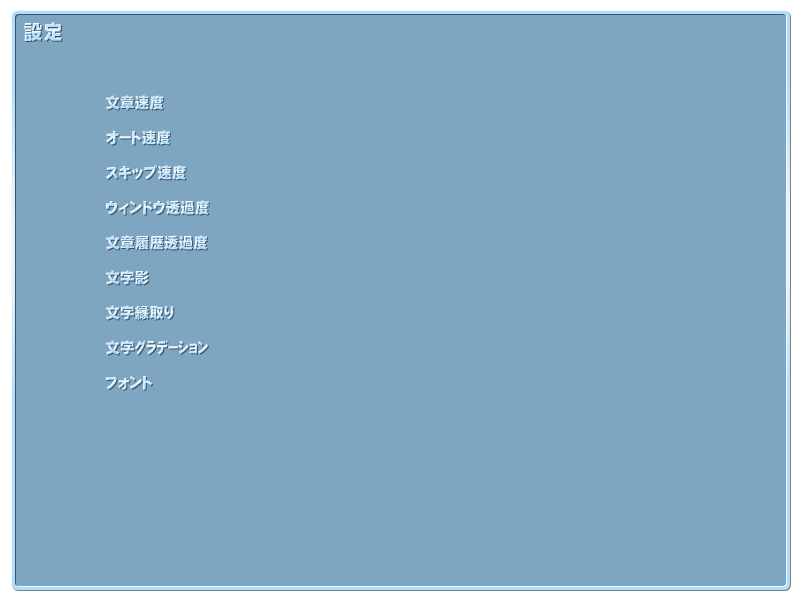 設定
文章速度
オート速度
スキップ速度
ウィンドウ透過度
文章履歴透過度
文字影
文字縁取り
文字グラデーション
フォント